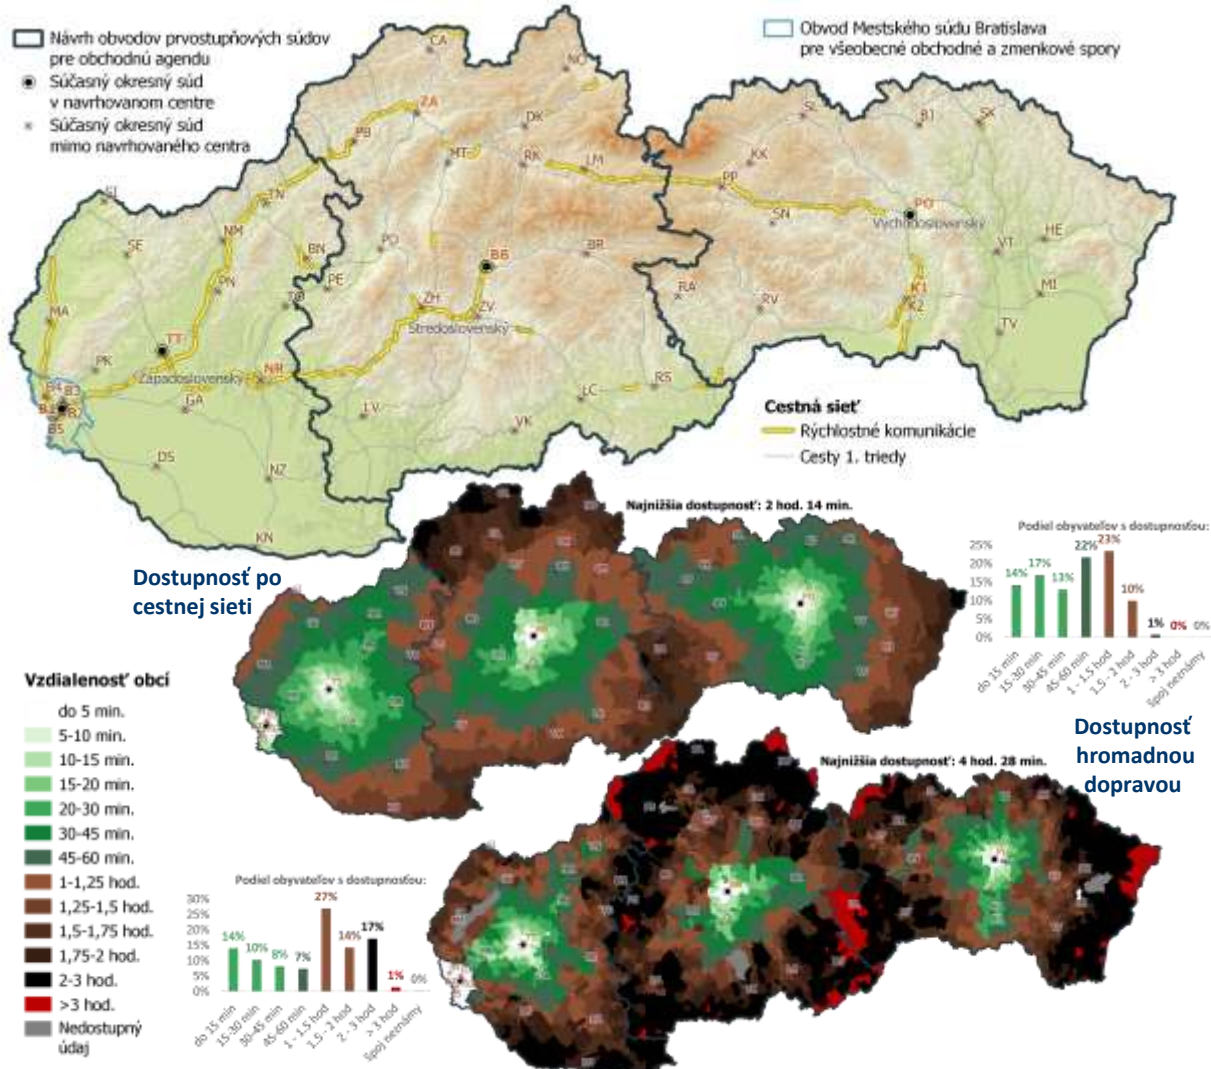 Návrh obvodov prvostupňových súdov
pre obchodnú agendu
Súčasný okresný súd
v navrhovanom centre
Súčasný okresný súd
mimo navrhovaného centra
Obvod Mestského súdu Bratislava
pre všeobecné obchodné a zmenkové spory
CA
NO
ZA
DK
PB
MT
RK
LM
SL
BJ
SK
KK
PP
PO
Východoslovenský
SN
TN
SI
SE
NM
BN
PD
PE
BB
BR
VT
HE
RA
RV
K1
K2
MI
TV
PN
MA
ZH
ZV
Stredoslovenský
TT
PK
Západoslovenský
NR
B4
B3
B5
GA
LV
LC
RS
VK
DS
NZ
KN
Cestná sieť
Rýchlostné komunikácie
Cesty 1. triedy
Najnižšia dostupnosť: 2 hod. 14 min.
Dostupnosť po
cestnej sieti
Podiel obyvateľov s dostupnosťou:
25%
20%
15%
10%
5%
0%
14%
17%
13%
22%
23%
10%
1%
0%
0%
do 15 min
15-30 min
30-45 min
45-60 min
1 - 1.5 hod
1.5 - 2 hod
2 - 3 hod
> 3 hod
Spoj neznámy
Vzdialenosť obcí
do 5 min.
5-10 min.
10-15 min.
15-20 min.
20-30 min.
30-45 min.
45-60 min.
1-1,25 hod.
1,25-1,5 hod.
1,5-1,75 hod.
1,75-2 hod.
2-3 hod.
>3 hod.
Nedostupný
údaj
Dostupnosť
hromadnou
dopravou
Najnižšia dostupnosť: 4 hod. 28 min.
Podiel obyvateľov s dostupnosťou:
30%
25%
20%
15%
10%
5%
0%
14%
10%
8%
7%
27%
14%
17%
1%
0%
do 15 min
15-30 min
30-45 min
45-60 min
1 - 1.5 hod
1.5 - 2 hod
2 - 3 hod
> 3 hod
Spoj neznámy